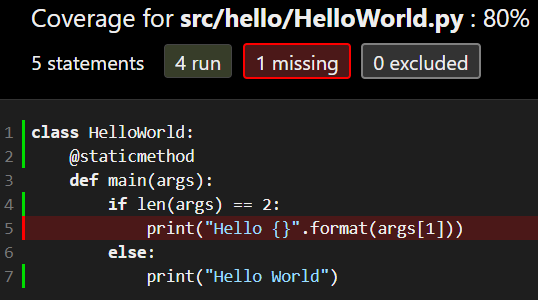 Coverage for src/hello/HelloWorld.py : 80%
5 statements 4 run 1 missing 0 excluded
1 class HelloWorld:
2     @staticmethod
3     def main(args):
4         if len(args) == 2:
5             print("Hello {}".format(args[1]))
6         else:
7             print("Hello World")